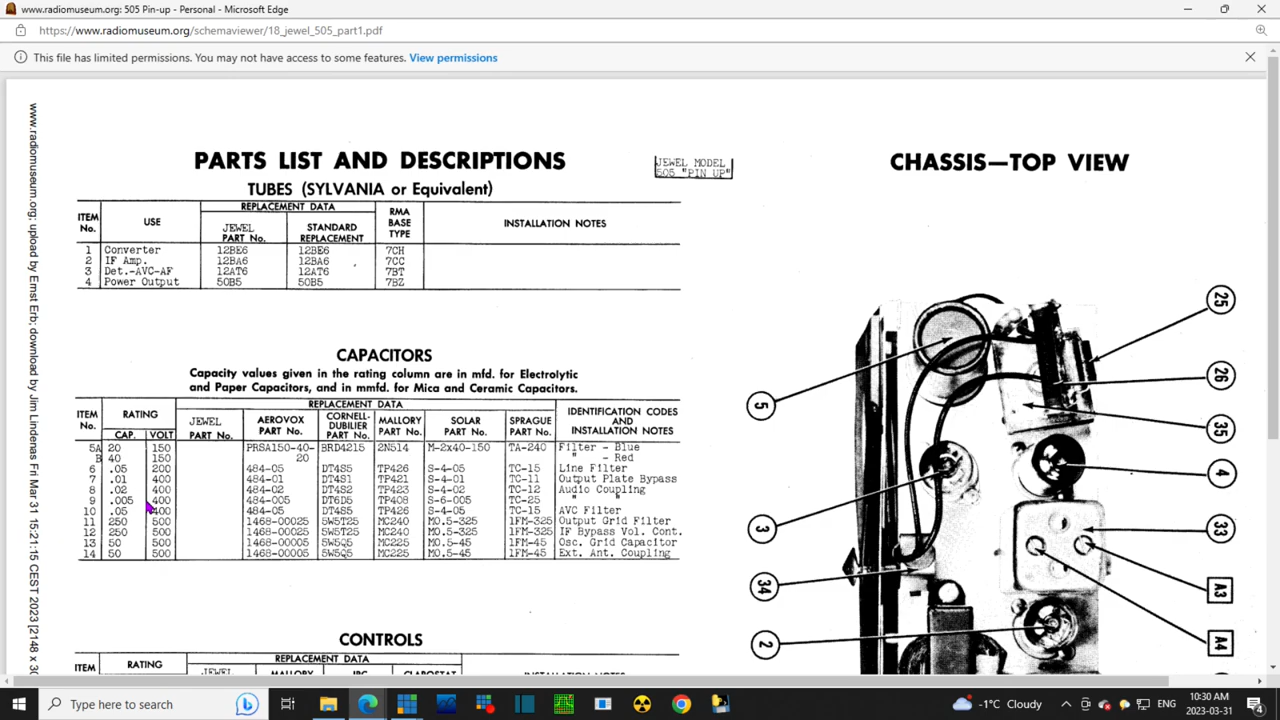 www.radiomuseum.org: 505 Pin-up - Personal - Microsoft Edge
https://www.radiomuseum.org/schemaviewer/18_jewel_505_part1.pdf
This file has limited permissions. You may not have access to some features. View permissions
www.radiomuseum.org; upload by Ernst Erb; download by Jim Lindenas Fri Mar 31 15:21:15 CEST 2023 [2148 x 30
PARTS LIST AND DESCRIPTIONS
JEWEL MODEL
505 "PIN UP"
TUBES (SYLVANIA or Equivalent)
ITEM No. USE REPLACEMENT DATA RMA BASE TYPE INSTALLATION NOTES
JEWEL PART No. STANDARD REPLACEMENT
1 Converter 12BE6 12BE6 7CH
2 IF Amp. 12BA6 12BA6 7CC
3 Det.-AVC-AF 12AT6 12AT6 7BT
4 Power Output 50B5 50B5 7BZ
CAPACITORS
Capacity values given in the rating column are in mfd. for Electrolytic
and Paper Capacitors, and in mmfd. for Mica and Ceramic Capacitors.
ITEM No. RATING REPLACEMENT DATA IDENTIFICATION CODES AND INSTALLATION NOTES
CAP. VOLT JEWEL PART No. AEROVOX PART No. CORNELL-DUBILIER PART No. MALLORY PART No. SOLAR PART No. SPRAGUE PART No.
5A 20 150 PRSA150-40- BRD4215 2N514 M-2x40-150 TA-240 Filter - Blue
B 40 150 20 " - Red
6 .05 200 484-05 DT4S5 TP426 S-4-05 TC-15 Line Filter
7 .01 400 484-01 DT4S1 TP421 S-4-01 TC-11 Output Plate Bypass
8 .02 400 484-02 DT4S2 TP423 S-4-02 TC-12 Audio Coupling
9 .005 400 484-005 DT6D5 TP408 S-6-005 TC-25 " "
10 .05 400 484-05 DT4S5 TP426 S-4-05 TC-15 AVC Filter
11 250 500 1468-00025 5W5T25 MC240 MO.5-325 1FM-325 Output Grid Filter
12 250 500 1468-00025 5W5T25 MC240 MO.5-325 1FM-325 IF Bypass Vol. Cont.
13 50 500 1468-00005 5W5Q5 MC225 MO.5-45 1FM-45 Osc. Grid Capacitor
14 50 500 1468-00005 5W5Q5 MC225 MO.5-45 1FM-45 Ext. Ant. Coupling
CONTROLS
ITEM RATING REPLACEMENT DATA
CHASSIS—TOP VIEW
25
26
5
35
4
3
33
34
A3
2
A4
Type here to search
-1°C Cloudy
ENG
10:30 AM
2023-03-31
4